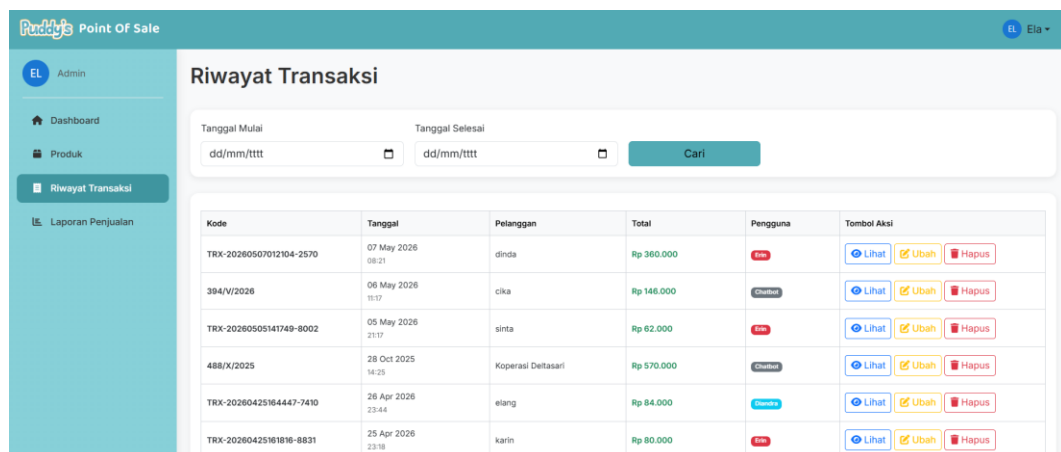 Puddy's Point Of Sale
EL Ela
EL Admin
Dashboard
Produk
Riwayat Transaksi
Laporan Penjualan
Riwayat Transaksi
Tanggal Mulai Tanggal Selesai
dd/mm/tttt dd/mm/tttt Cari
Kode Tanggal Pelanggan Total Pengguna Tombol Aksi
TRX-20260507012104-2570 07 May 2026 08:21 dinda Rp 360.000 Erin Lihat Ubah Hapus
394/V/2026 06 May 2026 11:17 cika Rp 146.000 Chatbot Lihat Ubah Hapus
TRX-20260505141749-8002 05 May 2026 21:17 sinta Rp 62.000 Erin Lihat Ubah Hapus
488/X/2025 28 Oct 2025 14:25 Koperasi Deltasari Rp 570.000 Chatbot Lihat Ubah Hapus
TRX-20260425164447-7410 26 Apr 2026 23:44 elang Rp 84.000 Diandra Lihat Ubah Hapus
TRX-20260425161816-8831 25 Apr 2026 23:18 karin Rp 80.000 Erin Lihat Ubah Hapus